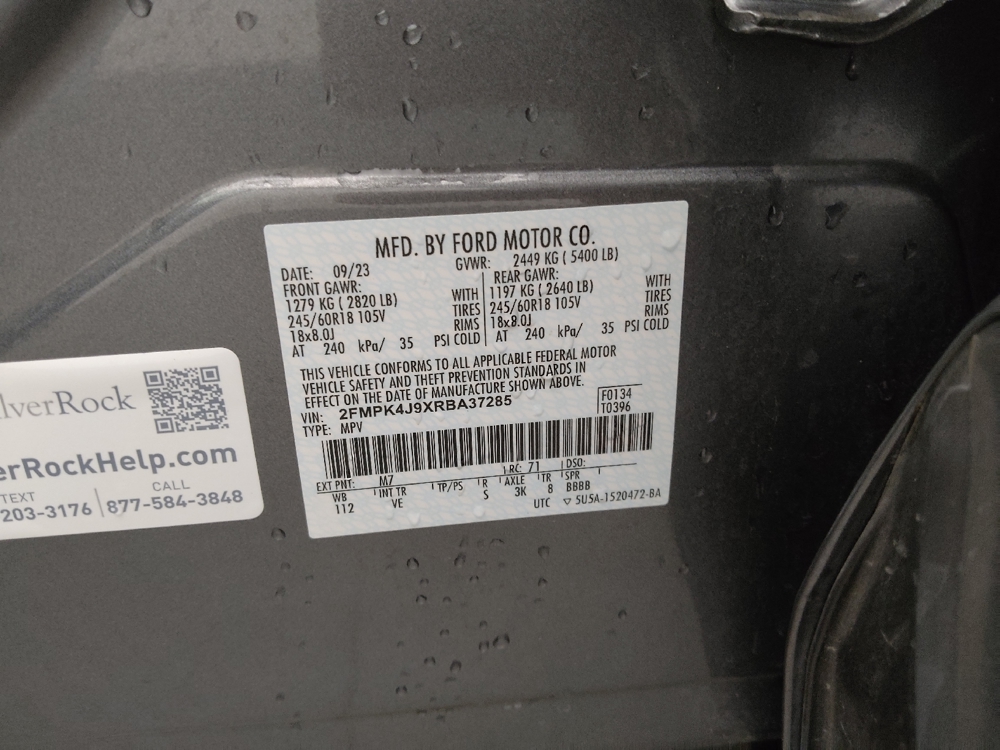 MFD. BY FORD MOTOR CO.
DATE: 09/23 GVWR: 2449 KG ( 5400 LB)
FRONT GAWR: REAR GAWR:
1279 KG ( 2820 LB) WITH 1197 KG ( 2640 LB) WITH
245/60R18 105V TIRES 245/60R18 105V TIRES
18x8.0J RIMS 18x8.0J RIMS
AT 240 kPa/ 35 PSI COLD AT 240 kPa/ 35 PSI COLD
THIS VEHICLE CONFORMS TO ALL APPLICABLE FEDERAL MOTOR
VEHICLE SAFETY AND THEFT PREVENTION STANDARDS IN
EFFECT ON THE DATE OF MANUFACTURE SHOWN ABOVE.
VIN: 2FMPK4J9XRBA37285 F0134
TYPE: MPV T0396
EXT PNT: M7 RC: 71 DSO:
WB INT TR TP/PS R AXLE TR SPR
112 VE S 3K 8 BBBB
UTC ▽ 5U5A-1520472-BA
lverRock
erRockHelp.com
TEXT CALL
203-3176 877-584-3848